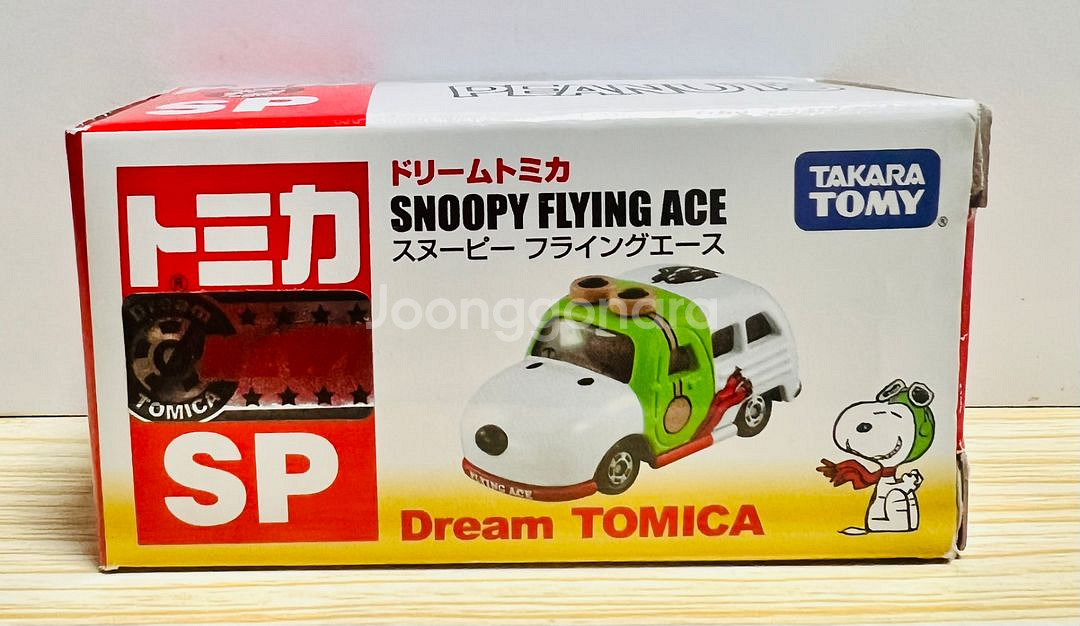 SP
PEANUTS
トミカ
®
Dream
TOMICA
SP
ドリームトミカ
SNOOPY FLYING ACE
スヌーピー フライングエース
TAKARA
TOMY
®
Joonggonara
FLYING ACE
Dream TOMICA